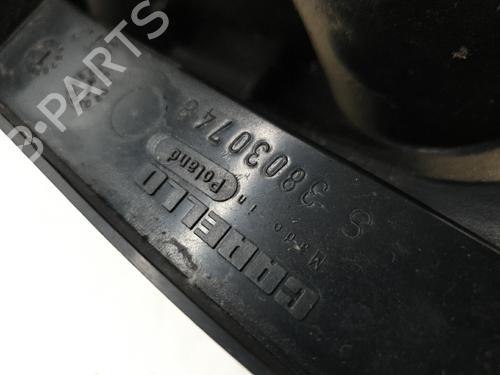 B-PARTS
S 38030748
Made in Poland
CARELLO